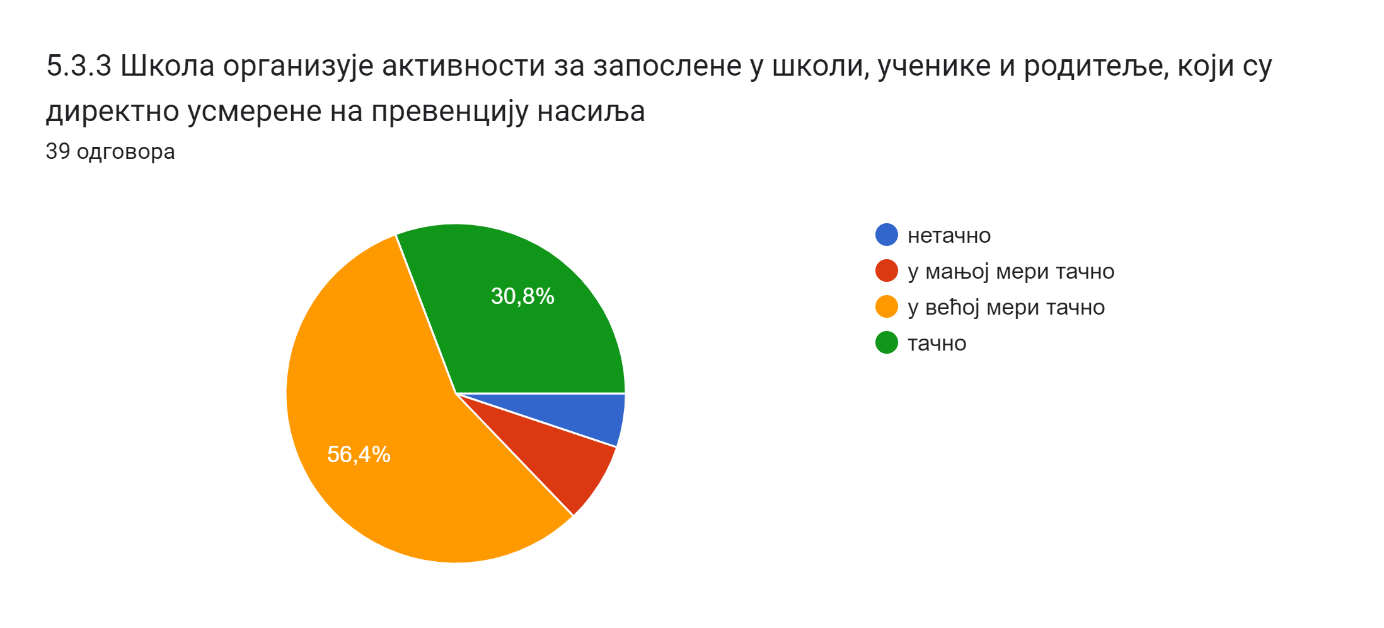 5.3.3 Школа организује активности за запослене у школи, ученике и родитеље, који су
директно усмерене на превенцију насиља
39 одговора
30,8%
56,4%
нетачно
у мањој мери тачно
у већој мери тачно
тачно